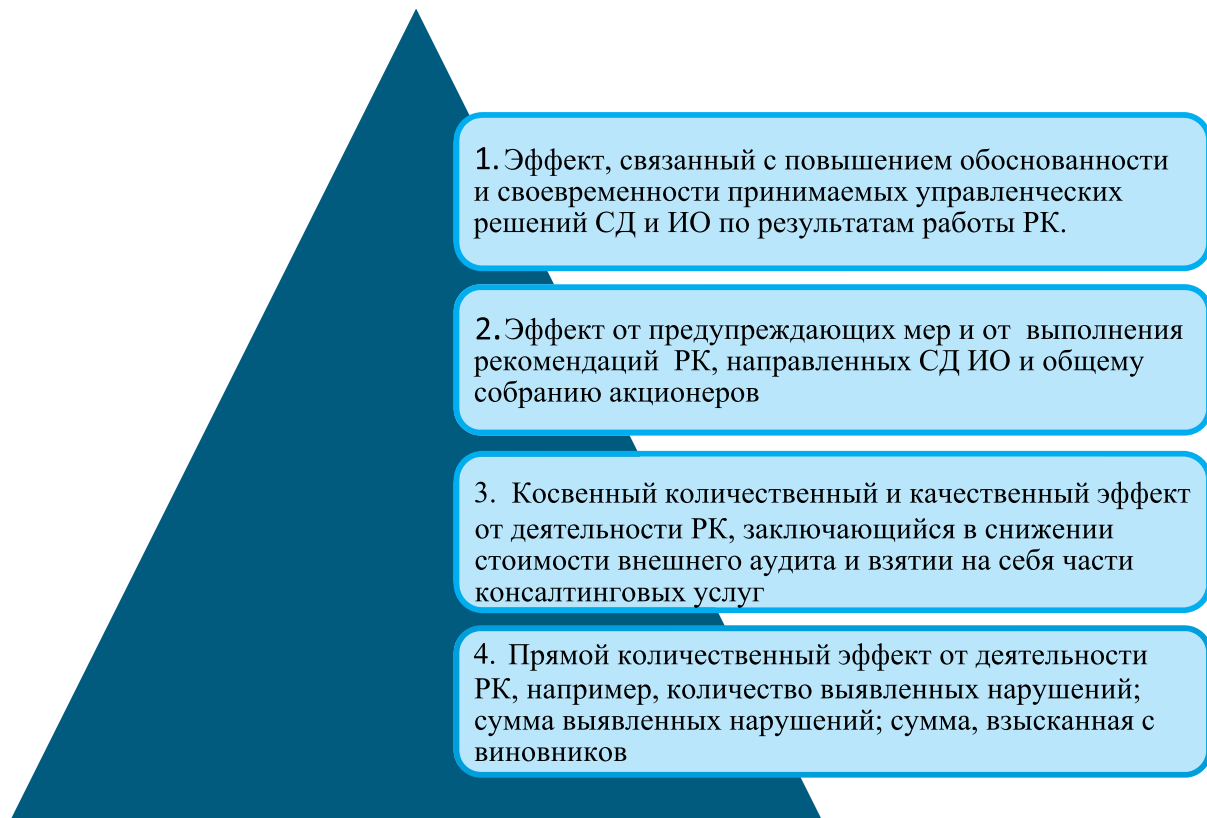 1. Эффект, связанный с повышением обоснованности
и своевременности принимаемых управленческих
решений СД и ИО по результатам работы РК.
2. Эффект от предупреждающих мер и от выполнения
рекомендаций РК, направленных СД ИО и общему
собранию акционеров
3. Косвенный количественный и качественный эффект
от деятельности РК, заключающийся в снижении
стоимости внешнего аудита и взятии на себя части
консалтинговых услуг
4. Прямой количественный эффект от деятельности
РК, например, количество выявленных нарушений;
сумма выявленных нарушений; сумма, взысканная с
виновников